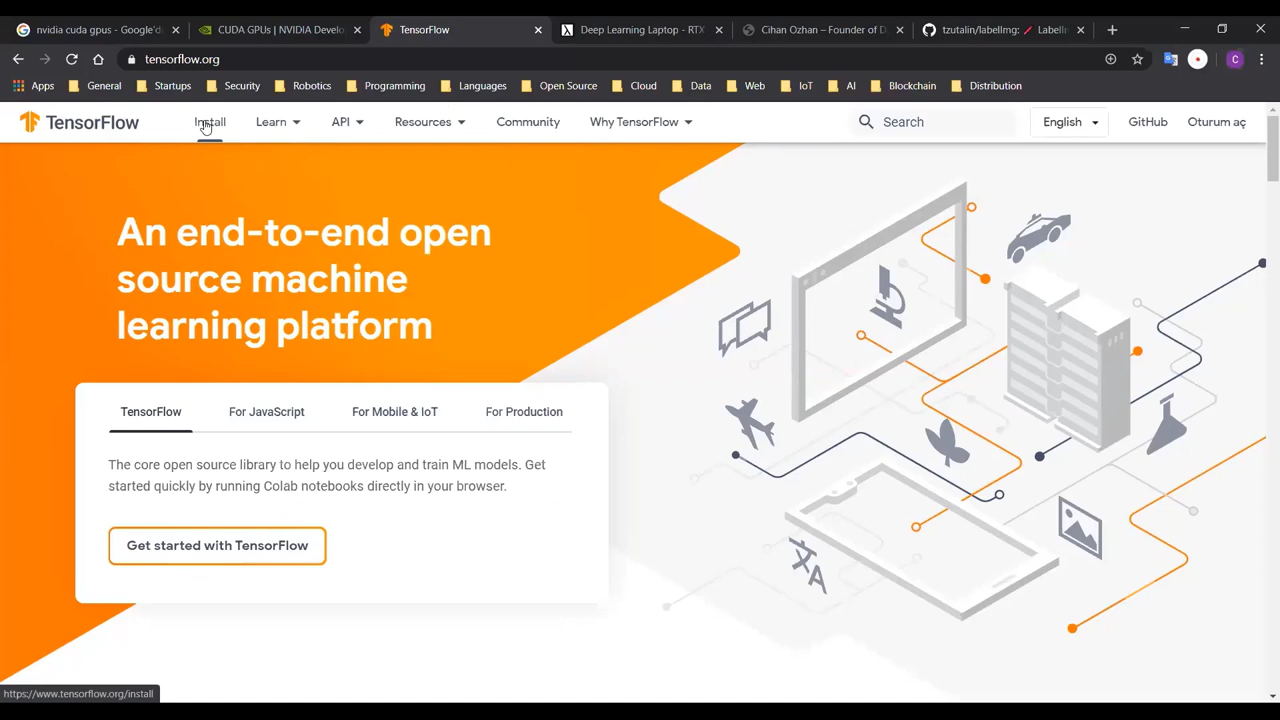 nvidia cuda gpus - Google'd
CUDA GPUs | NVIDIA Develop
TensorFlow
Deep Learning Laptop - RTX
Cihan Ozhan – Founder of D
tzutalin/labelImg: LabelIm
tensorflow.org
C
Apps
General
Startups
Security
Robotics
Programming
Languages
Open Source
Cloud
Data
Web
IoT
AI
Blockchain
Distribution
TensorFlow
Install
Learn
API
Resources
Community
Why TensorFlow
Search
English
GitHub
Oturum aç
An end-to-end open
source machine
learning platform
TensorFlow
For JavaScript
For Mobile & IoT
For Production
The core open source library to help you develop and train ML models. Get
started quickly by running Colab notebooks directly in your browser.
Get started with TensorFlow
https://www.tensorflow.org/install